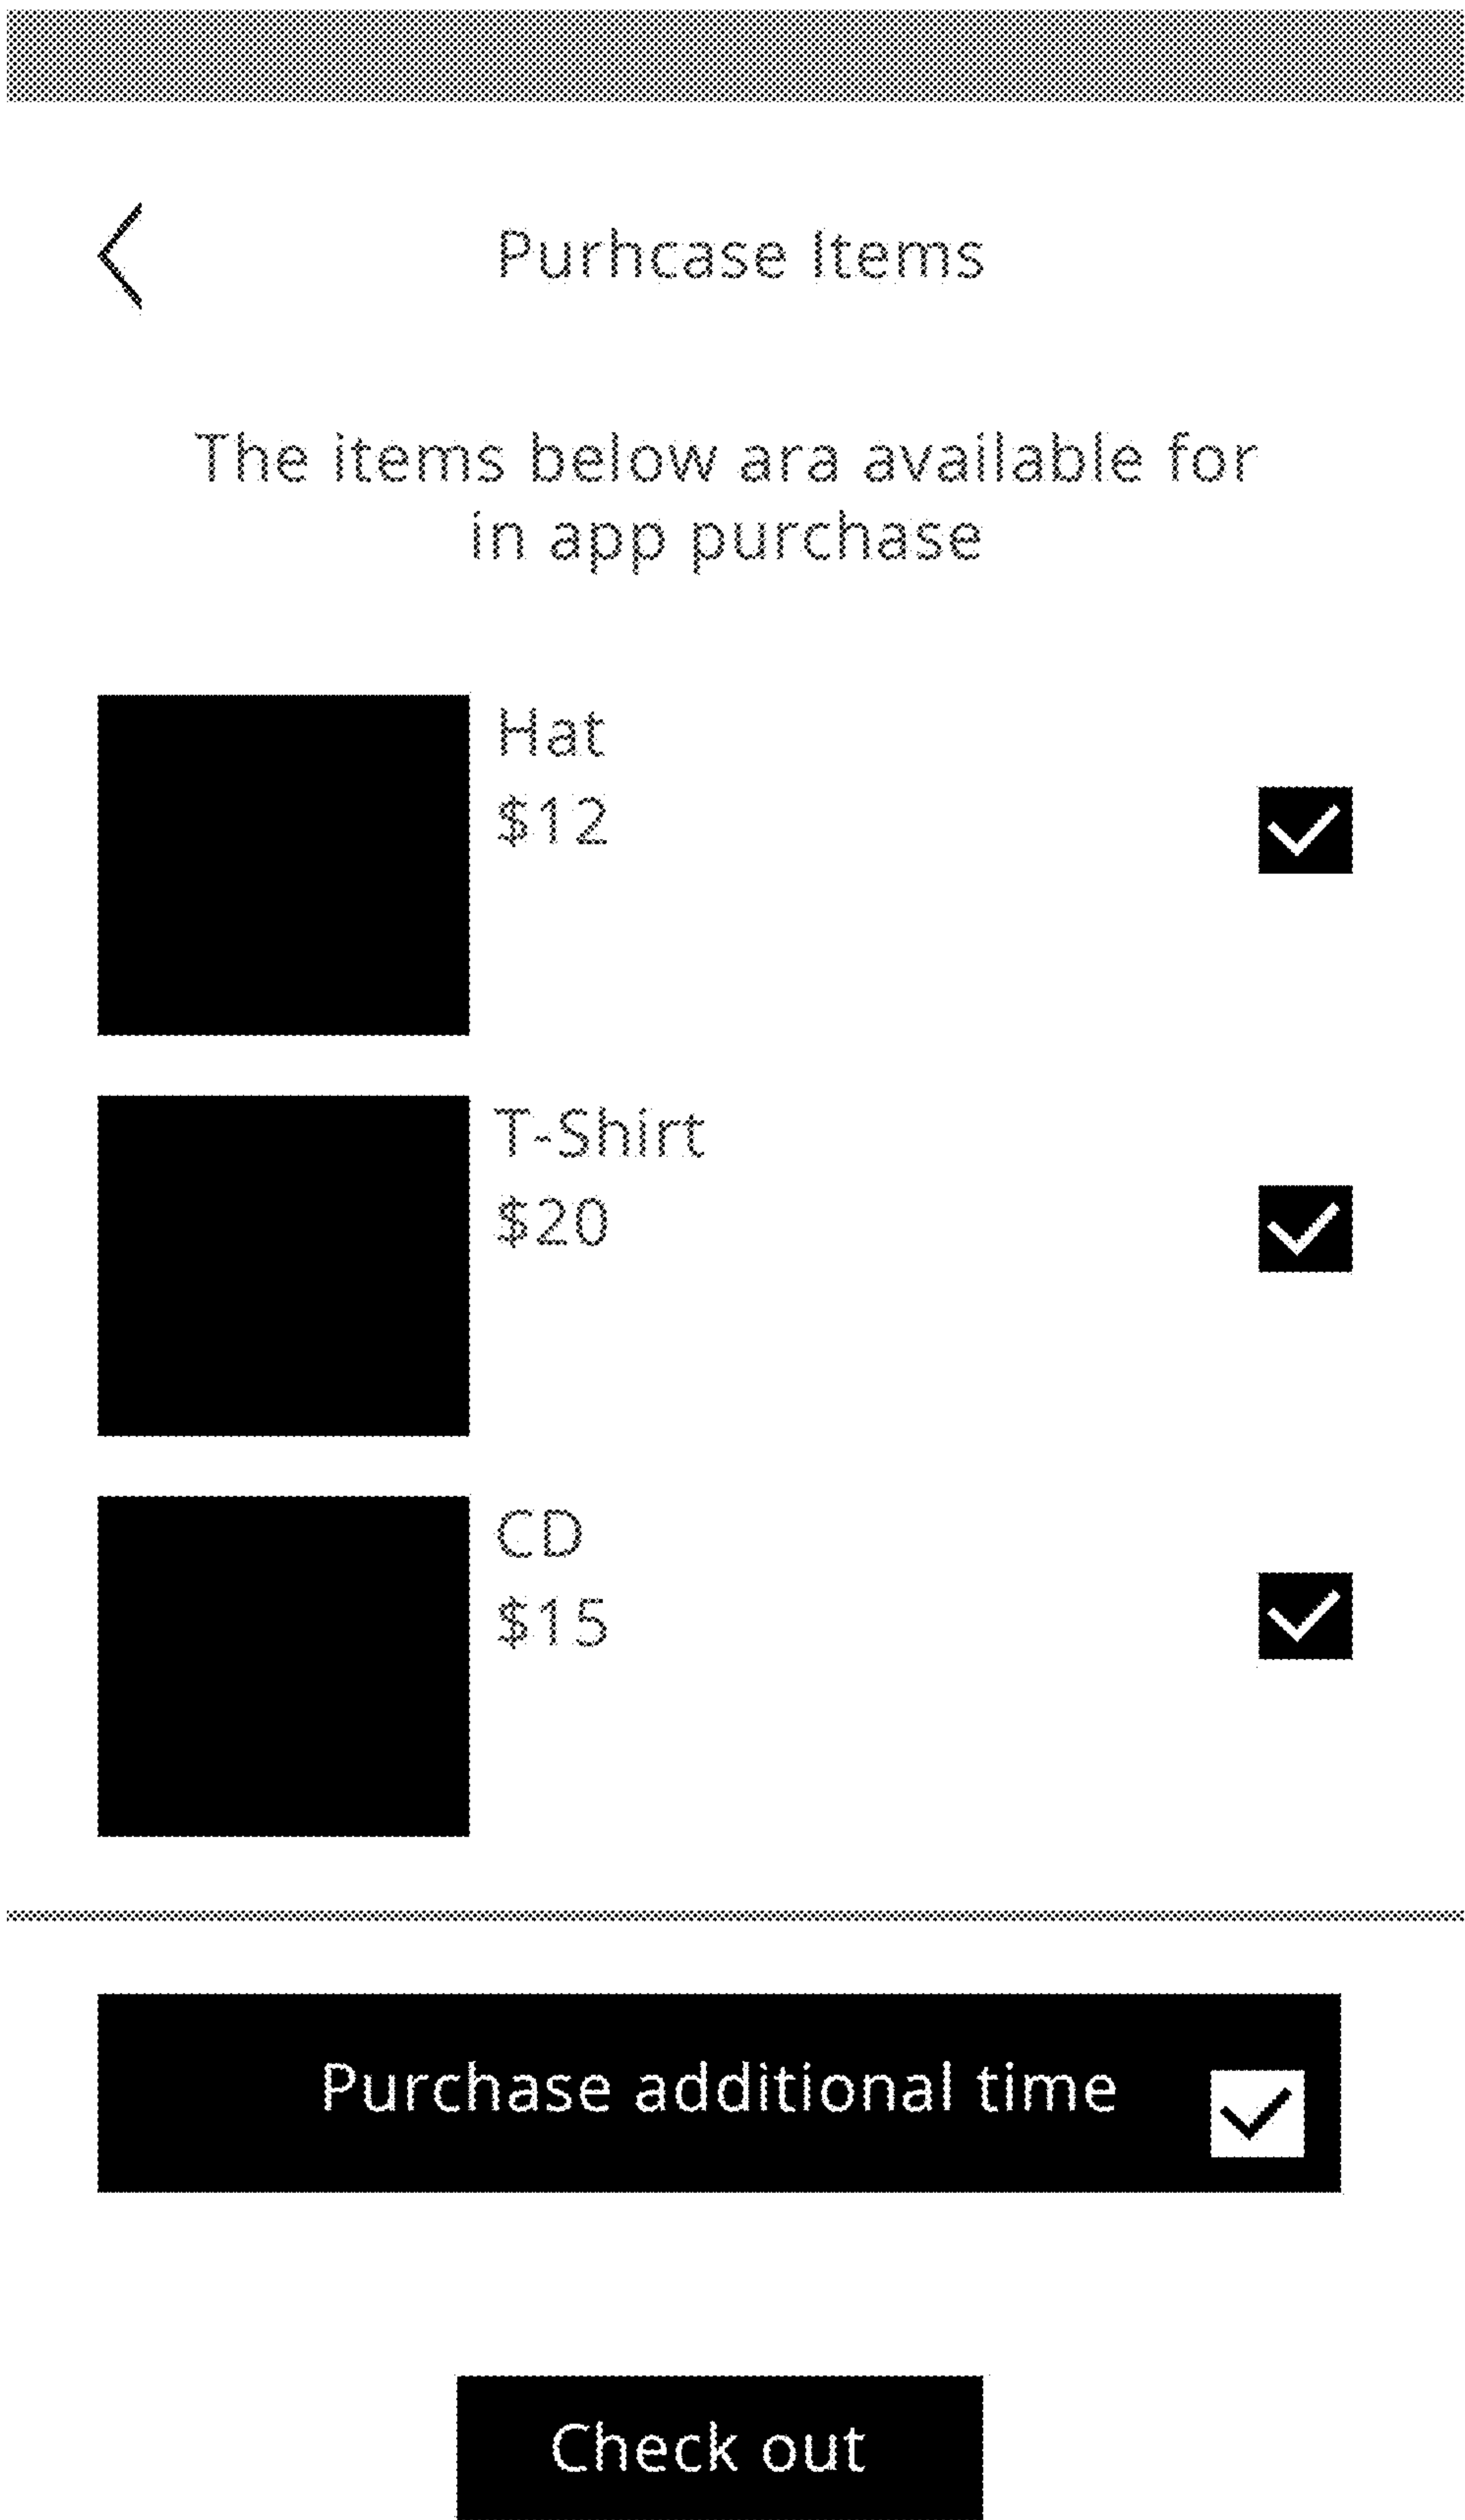 Purhcase Items
The items below ara available for
in app purchase
Hat
$12
T-Shirt
$20
CD
$15
Purchase additional time
Check out